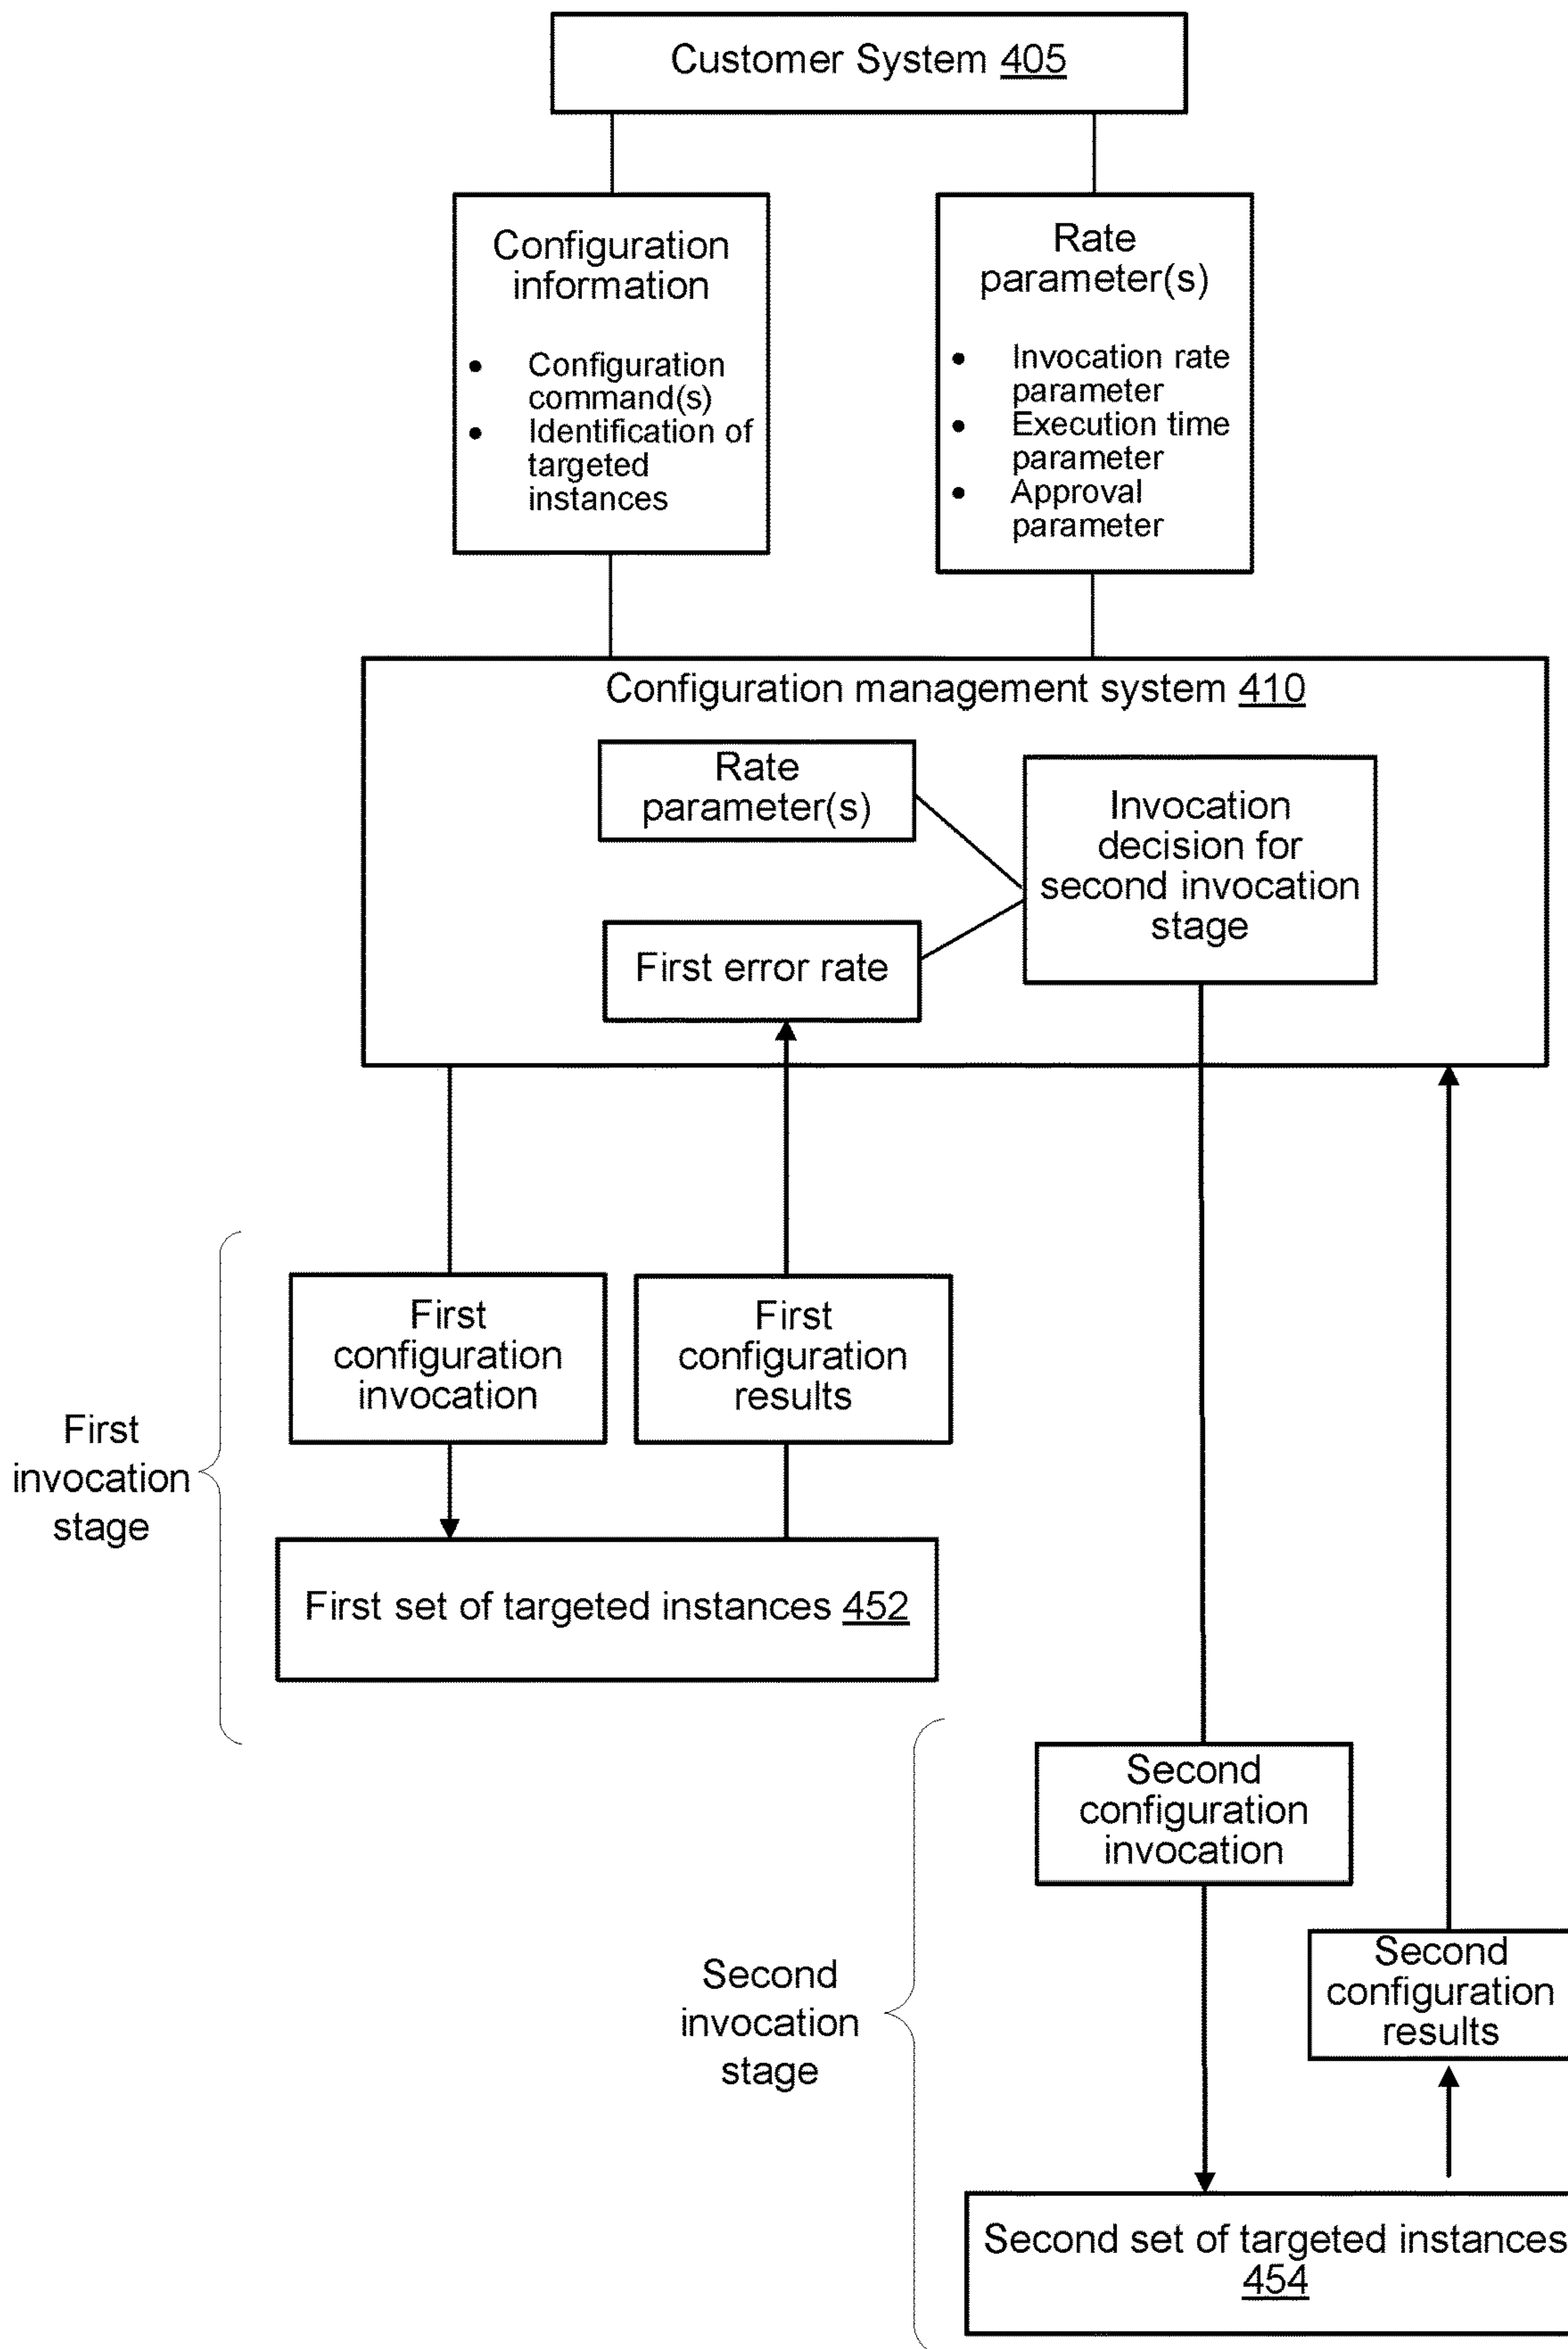 Customer System 405
Configuration
information
• Configuration
command(s)
• Identification of
targeted
instances
Rate
parameter(s)
• Invocation rate
parameter
• Execution time
parameter
• Approval
parameter
Configuration management system 410
Rate
parameter(s)
First error rate
Invocation
decision for
second invocation
stage
First
invocation
stage
First
configuration
invocation
First
configuration
results
First set of targeted instances 452
Second
invocation
stage
Second
configuration
invocation
Second
configuration
results
Second set of targeted instances
454